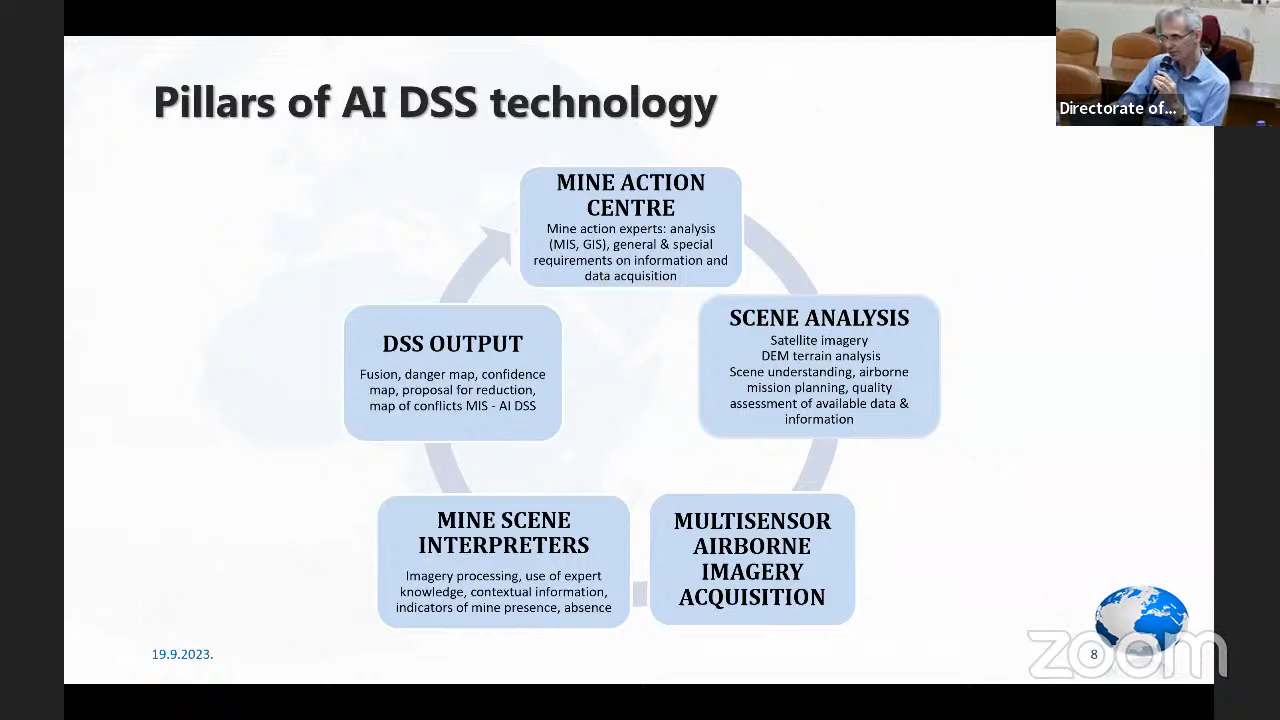 Pillars of AI DSS technology
Directorate of...
MINE ACTION
CENTRE
Mine action experts: analysis
(MIS, GIS), general & special
requirements on information and
data acquisition
SCENE ANALYSIS
Satellite imagery
DEM terrain analysis
Scene understanding, airborne
mission planning, quality
assessment of available data &
information
MULTISENSOR
AIRBORNE
IMAGERY
ACQUISITION
MINE SCENE
INTERPRETERS
Imagery processing, use of expert
knowledge, contextual information,
indicators of mine presence, absence
DSS OUTPUT
Fusion, danger map, confidence
map, proposal for reduction,
map of conflicts MIS - AI DSS
19.9.2023.
8
zoom